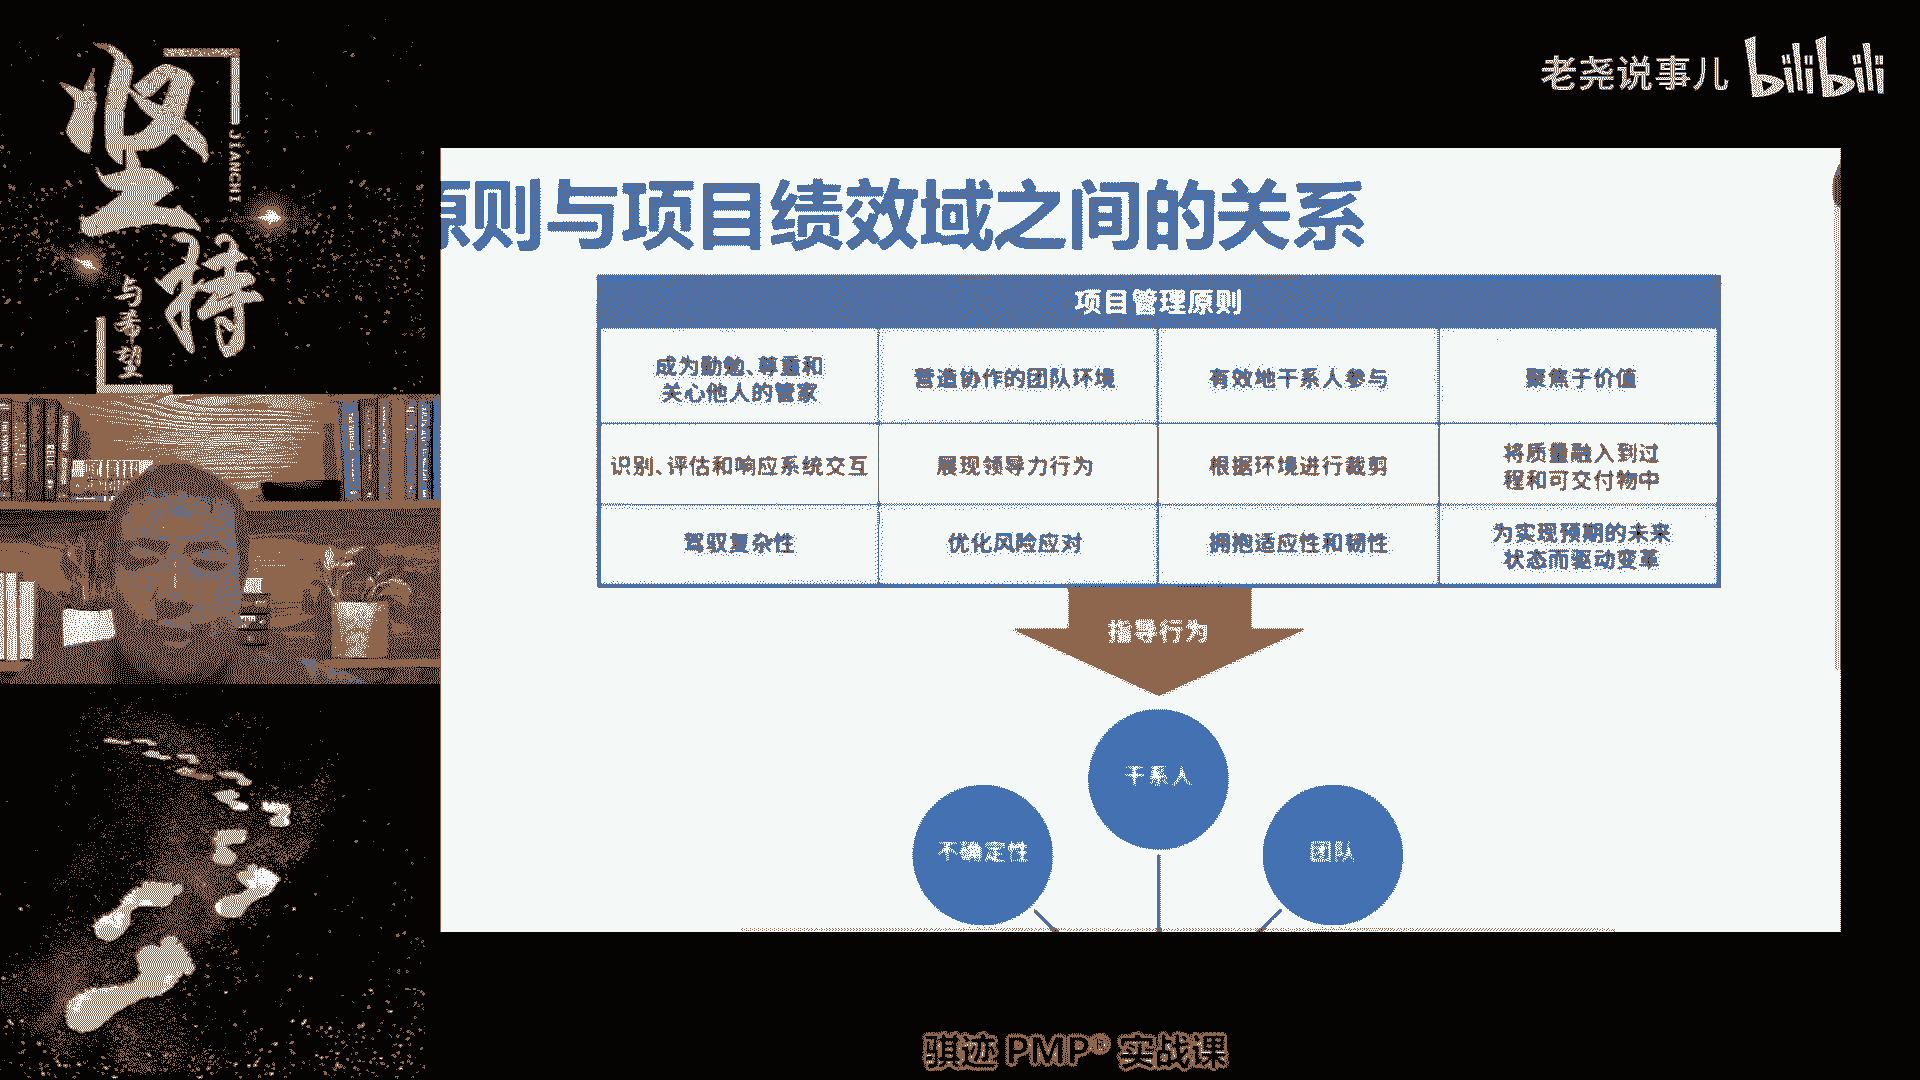 坚持
JIANCHI
与希望
老尧说事儿 bilibili
原则与项目绩效域之间的关系
项目管理原则
成为勤勉、尊重和
关心他人的管家
营造协作的团队环境
有效地干系人参与
聚焦于价值
识别、评估和响应系统交互
展现领导力行为
根据环境进行裁剪
将质量融入到过
程和可交付物中
驾驭复杂性
优化风险应对
拥抱适应性和韧性
为实现预期的未来
状态而驱动变革
指导行为
干系人
不确定性
团队
骐迹 PMP® 实战课